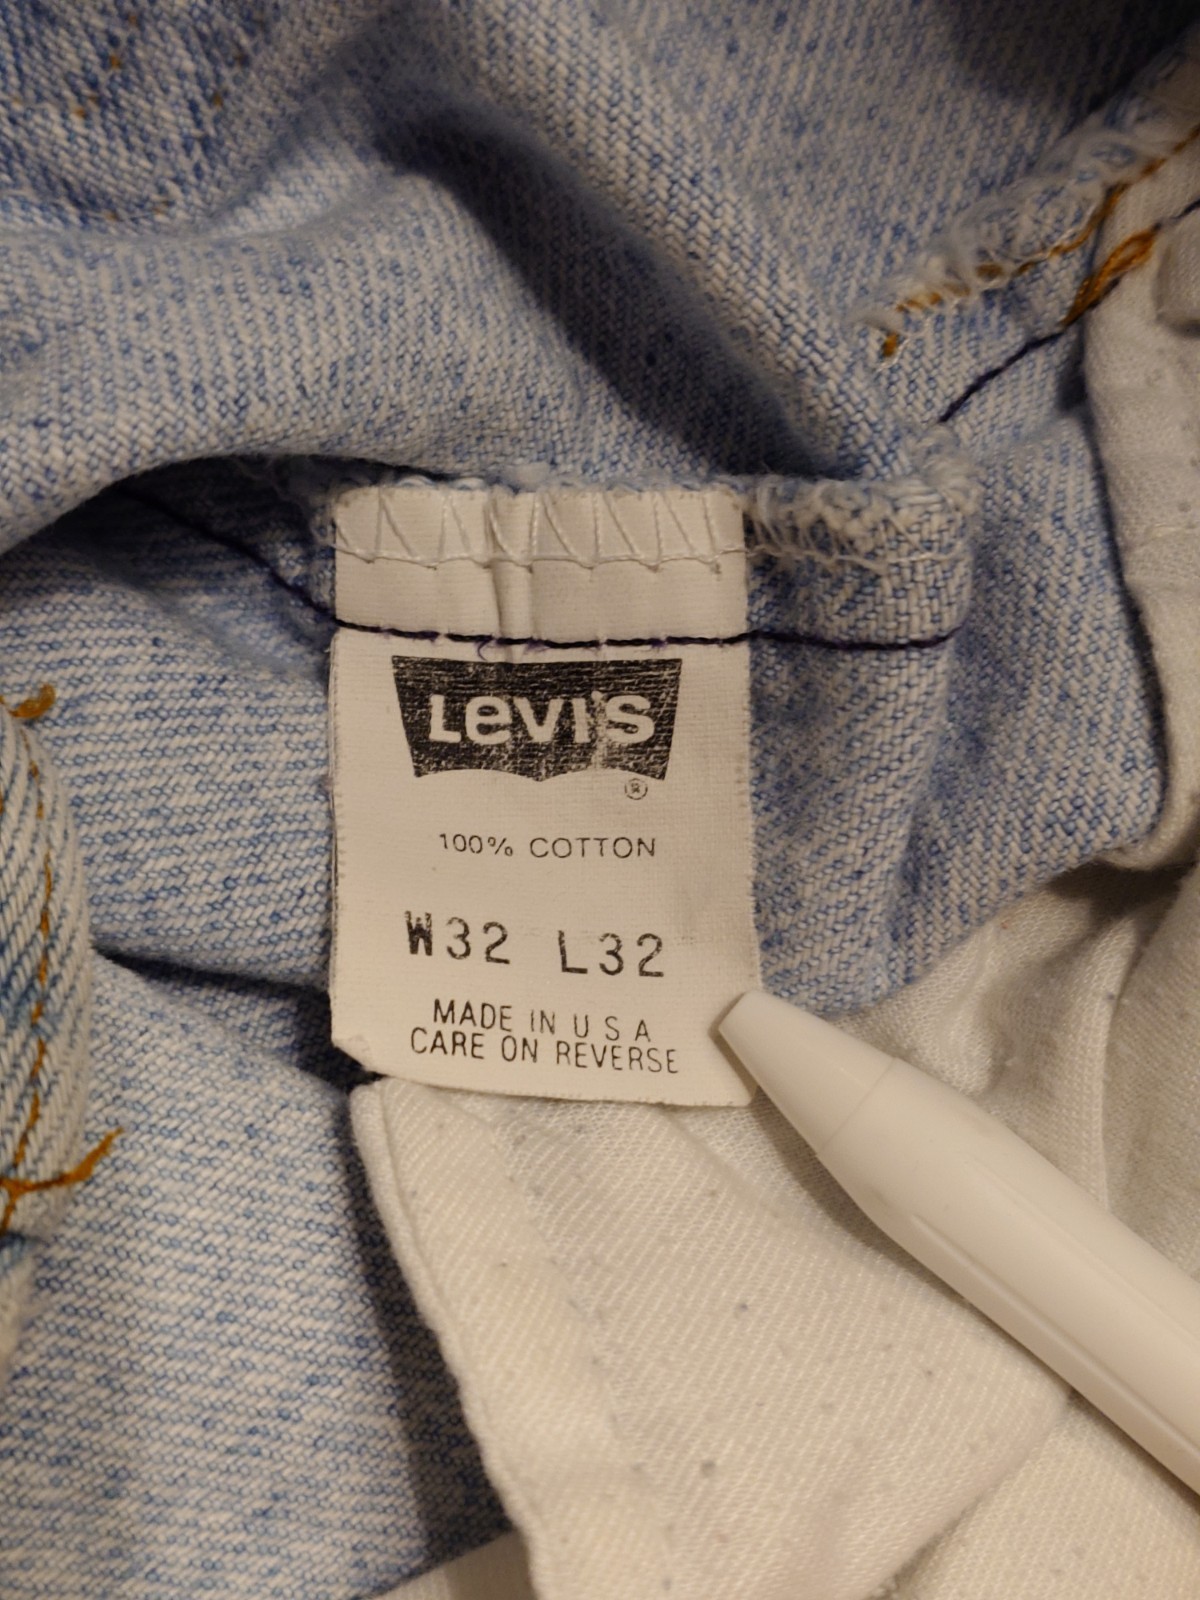 Levi's
®
100% COTTON
W32 L32
MADE IN U S A
CARE ON REVERSE